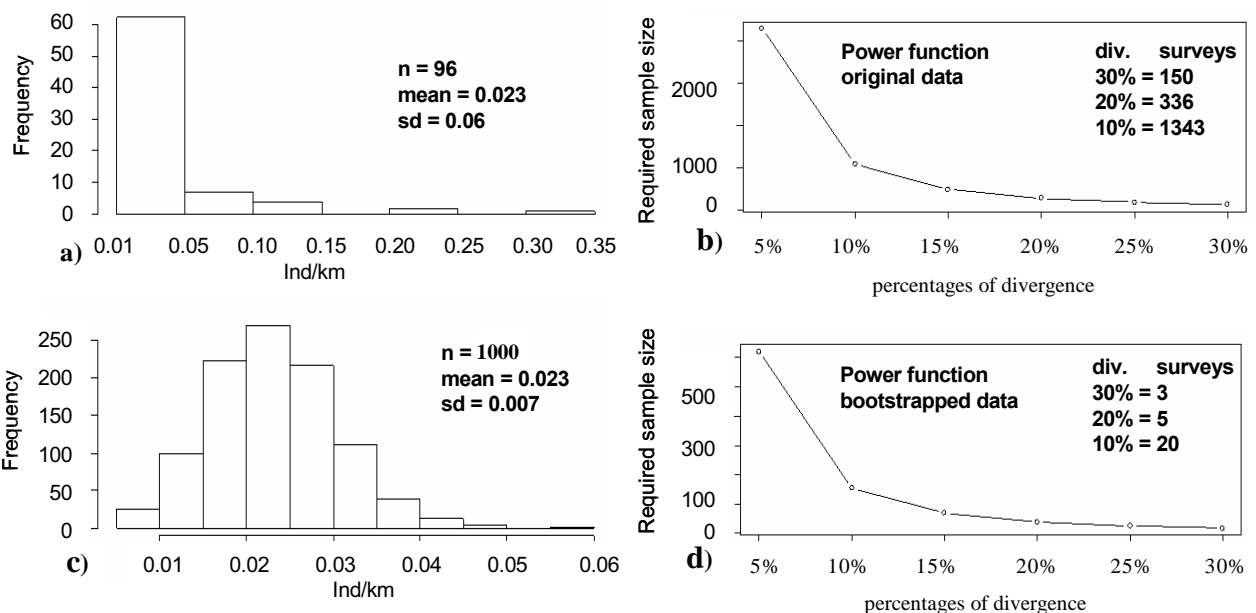 Frequency
60
50
40
30
20
10
0
n = 96
mean = 0.023
sd = 0.06
0.01 0.05 0.10 0.15 0.20 0.25 0.30 0.35
Ind/km
a)
Required sample size
2000
1000
0
Power function
original data
div. surveys
30% = 150
20% = 336
10% = 1343
5% 10% 15% 20% 25% 30%
percentages of divergence
b)
Frequency
250
200
150
100
50
0
n = 1000
mean = 0.023
sd = 0.007
0.01 0.02 0.03 0.04 0.05 0.06
Ind/km
c)
Required sample size
500
300
100
0
Power function
bootstrapped data
div. surveys
30% = 3
20% = 5
10% = 20
5% 10% 15% 20% 25% 30%
percentages of divergence
d)